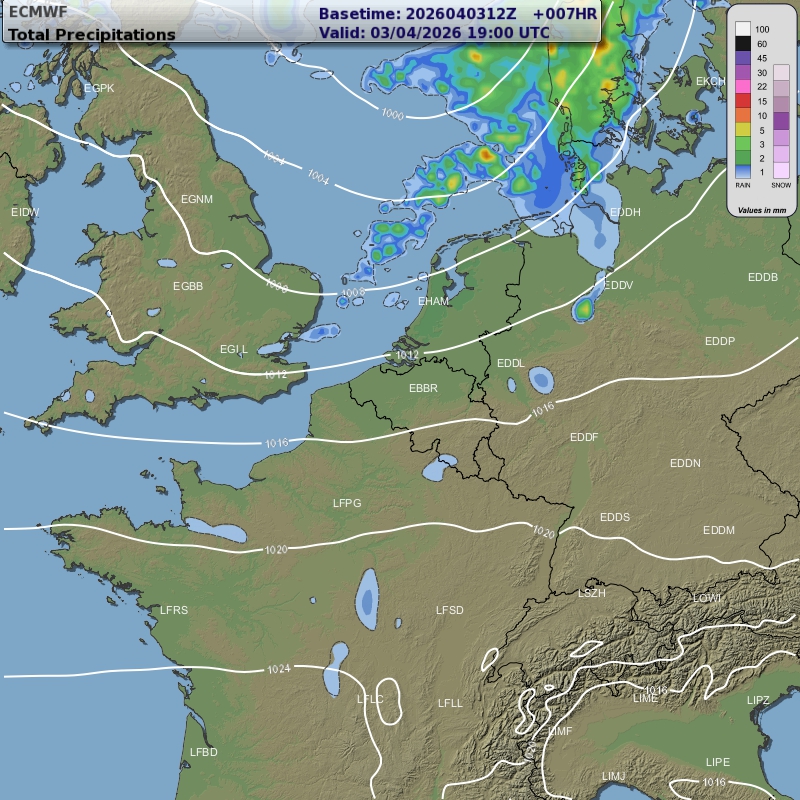 ECMWF
Basetime: 2026040312Z +007HR
Total Precipitations
Valid: 03/04/2026 19:00 UTC
100
60
45
30
22
15
10
5
3
2
1
RAIN SNOW
Values in mm
EGPK
EKCH
1000
1004
1004
EGNM
EIDW
EDDH
EGBB
1008
1008
EHAM
EDDV
EDDB
EGLL
1012
1012
EDDP
EDDL
EBBR
1016
1016
EDDF
EDDN
LFPG
EDDS
EDDM
1020
1020
LSZH
LOWI
LFRS
LFSD
1024
LFLC
LFLL
1016
LIME
LIPZ
LIMF
LFBD
LIPE
LIMJ
1016